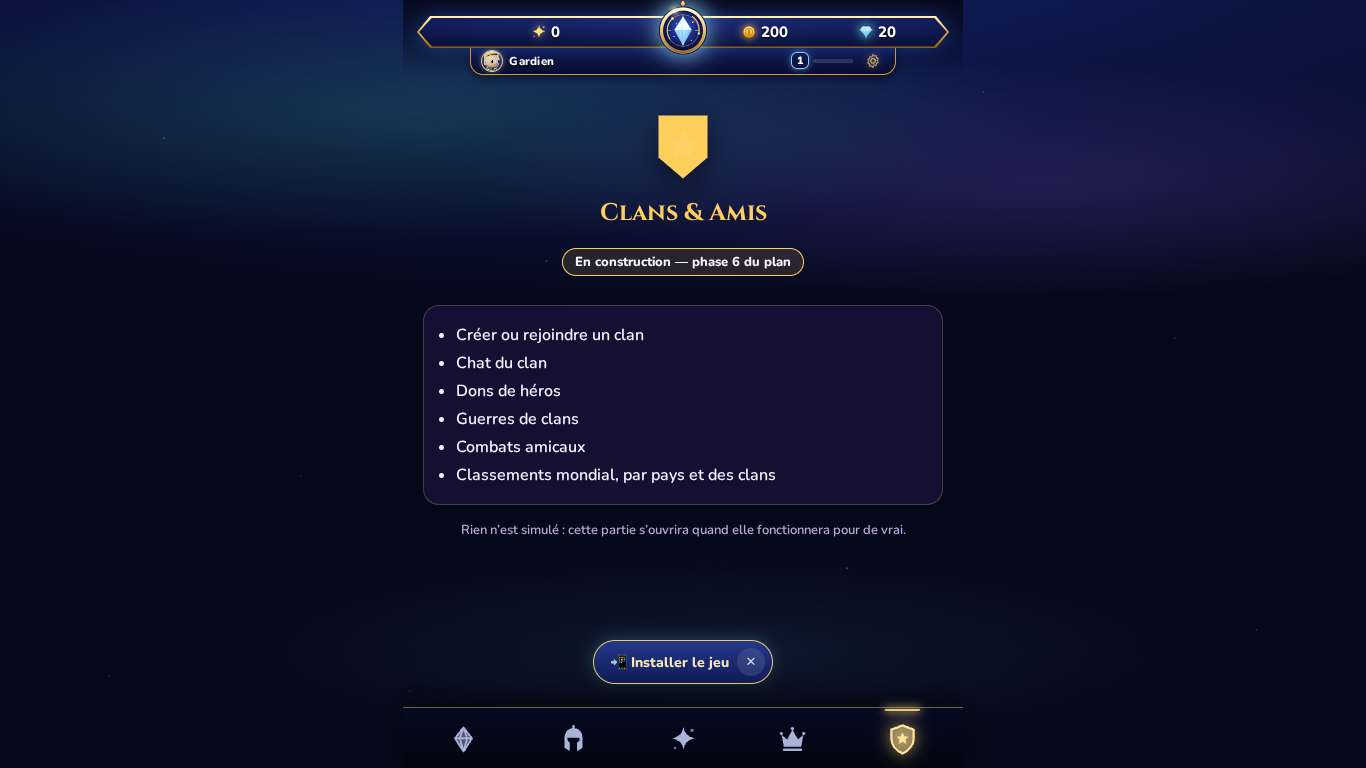 0
200
20
Gardien
1
Clans & Amis
En construction — phase 6 du plan
• Créer ou rejoindre un clan
• Chat du clan
• Dons de héros
• Guerres de clans
• Combats amicaux
• Classements mondial, par pays et des clans
Rien n’est simulé : cette partie s’ouvrira quand elle fonctionnera pour de vrai.
Installer le jeu ✕